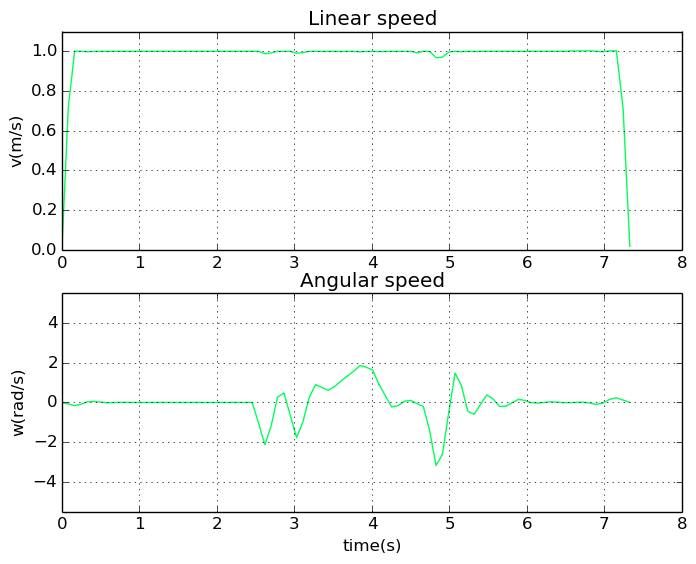 Linear speed
v(m/s)
1.0
0.8
0.6
0.4
0.2
0.0
0 1 2 3 4 5 6 7 8
Angular speed
w(rad/s)
4
2
0
−2
−4
0 1 2 3 4 5 6 7 8
time(s)